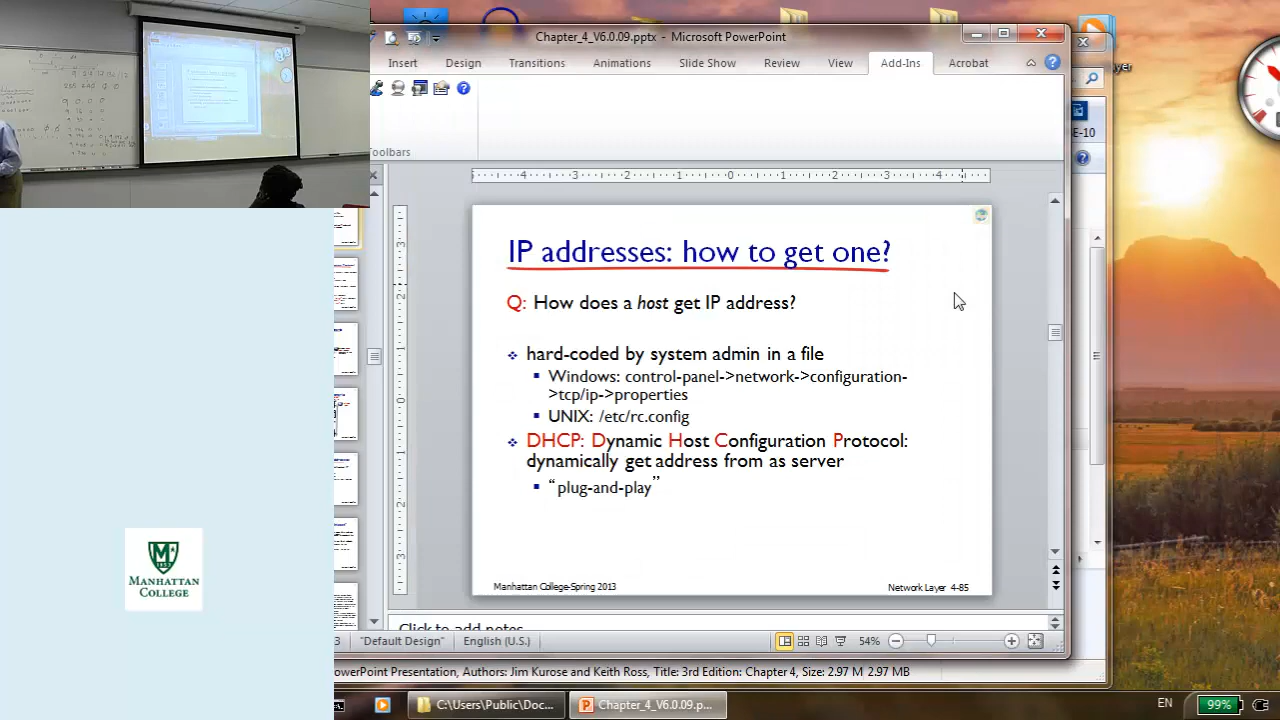 Chapter_4_V6.0.09.pptx - Microsoft PowerPoint
Insert Design Transitions Animations Slide Show Review View Add-Ins Acrobat
E-10
IP addresses: how to get one?
Q: How does a host get IP address?
❖ hard-coded by system admin in a file
▪ Windows: control-panel->network->configuration-
>tcp/ip->properties
▪ UNIX: /etc/rc.config
❖ DHCP: Dynamic Host Configuration Protocol:
dynamically get address from as server
▪ “plug-and-play”
Manhattan College-Spring 2013
Network Layer 4-85
MANHATTAN
COLLEGE
Click to add notes
"Default Design" English (U.S.) 54%
PowerPoint Presentation, Authors: Jim Kurose and Keith Ross, Title: 3rd Edition: Chapter 4, Size: 2.97 M 2.97 MB
C:\Users\Public\Doc... Chapter_4_V6.0.09.p... EN 99%